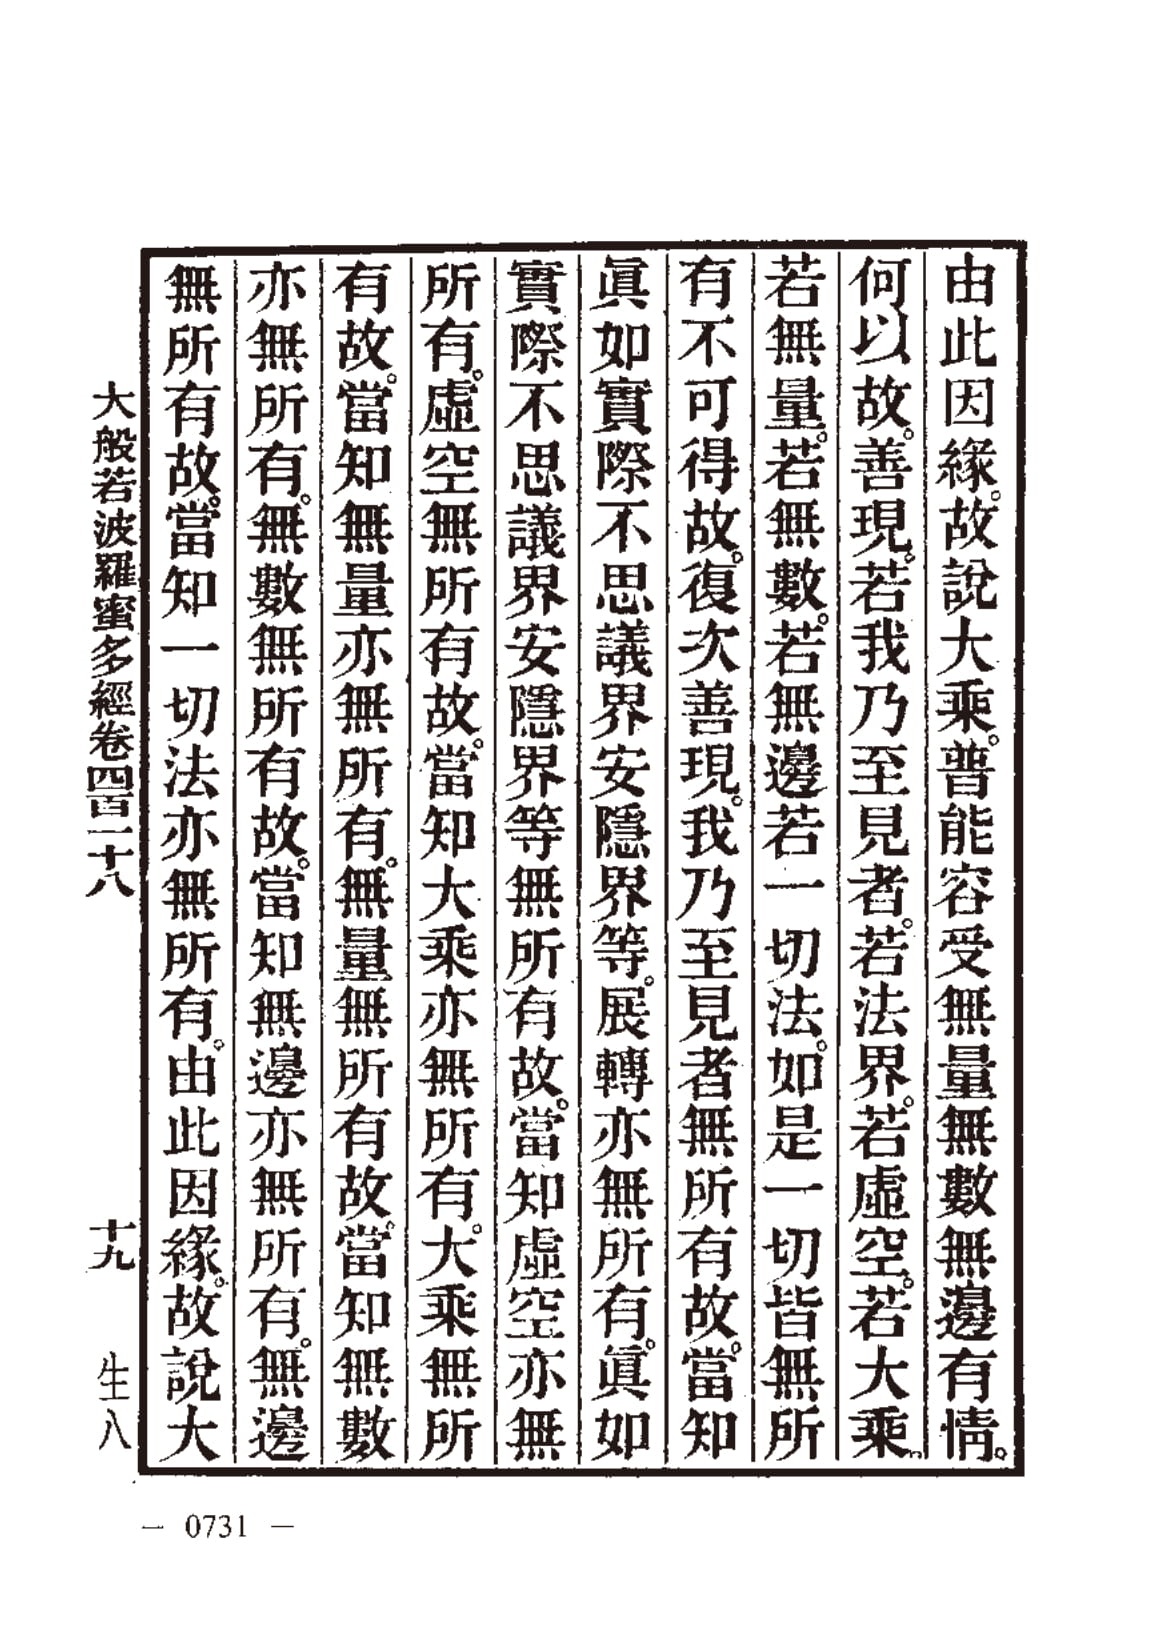 由此因緣。故說大乘。普能容受無量無數無邊有情。
何以故。善現。若我乃至見者。若法界。若虛空。若大乘。
若無量。若無數。若無邊若一切法。如是一切皆無所
有不可得故。復次善現。我乃至見者無所有故。當知
眞如實際不思議界安隱界等。展轉亦無所有。眞如
實際不思議界安隱界等無所有故。當知虛空亦無
所有。虛空無所有故。當知大乘亦無所有。大乘無所
有故。當知無量亦無所有。無量無所有故。當知無數
亦無所有。無數無所有故。當知無邊亦無所有。無邊
無所有故。當知一切法亦無所有。由此因緣。故說大
大般若波羅蜜多經卷四百一十八 十九 生八
— 0731 —